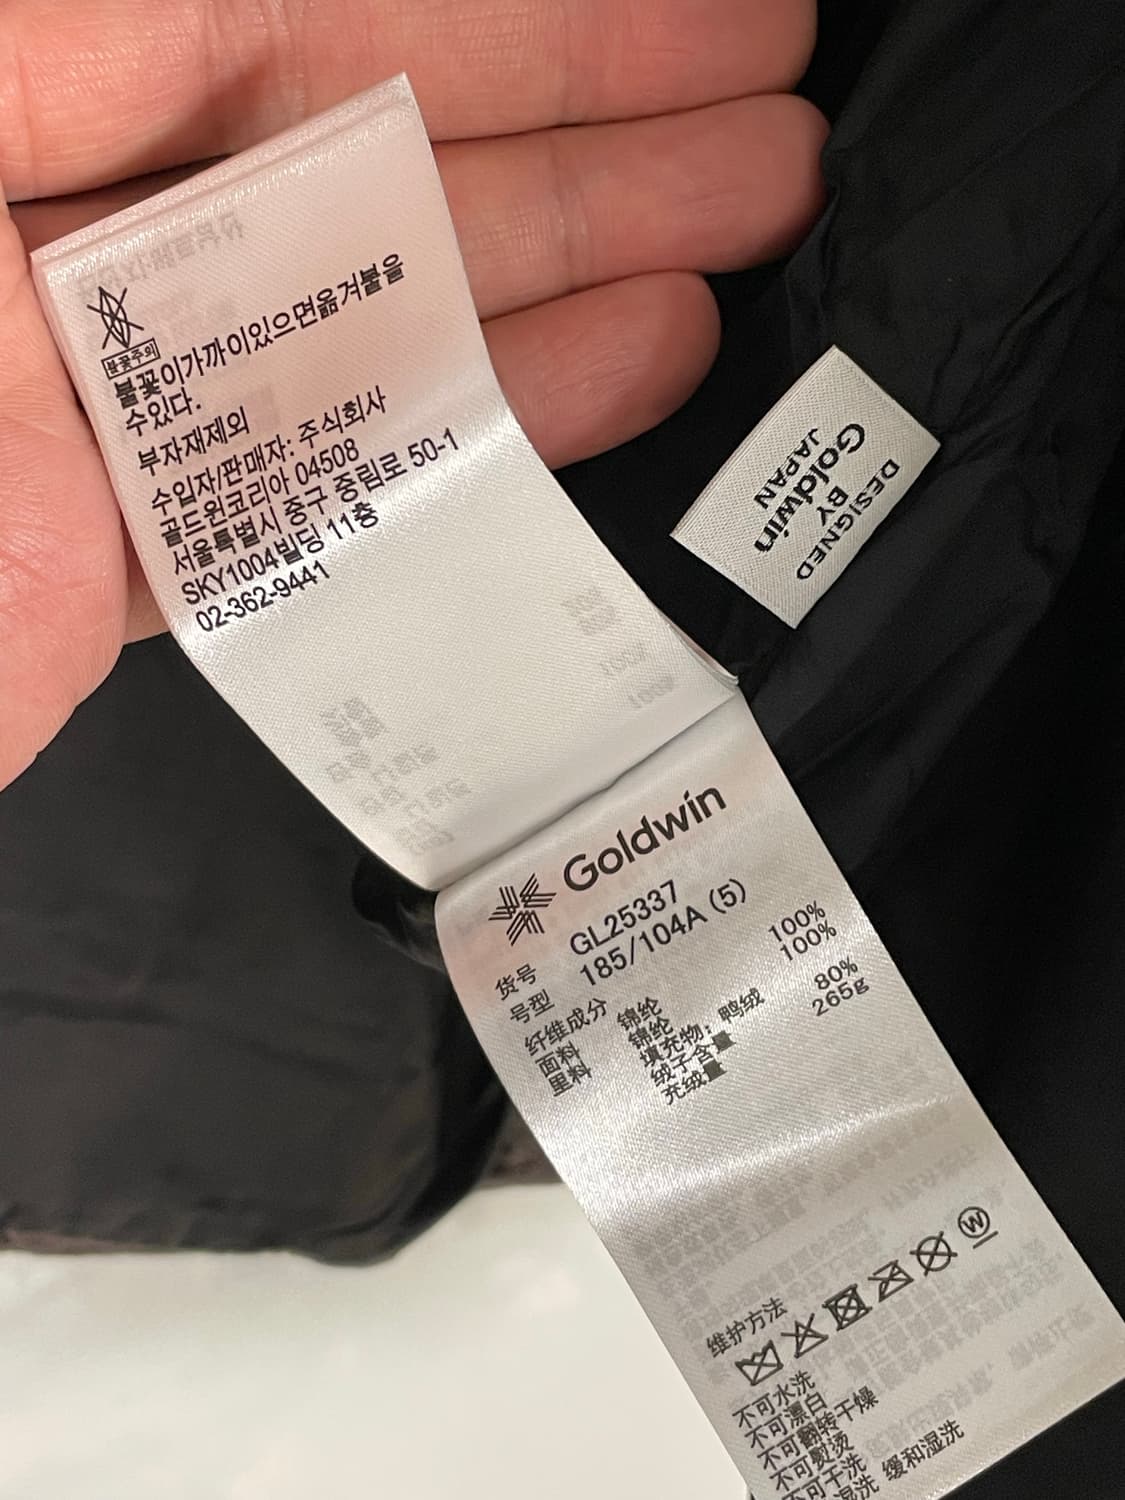 불꽃주의
불꽃이가까이있으면옮겨붙을
수있다.
부자재제외
수입자/판매자: 주식회사
골드윈코리아 04508
서울특별시 중구 중림로 50-1
SKY1004빌딩 11층
02-362-9441
DESIGNED
BY
Goldwin
JAPAN
Goldwin
货号 GL25337
号型 185/104A (5)
纤维成分
面料 锦纶 100%
里料 锦纶 100%
填充物：鸭绒
绒子含量 80%
充绒量 265g
维护方法
W
不可水洗
不可漂白
不可翻转干燥
不可熨烫
不可干洗
湿洗 缓和湿洗